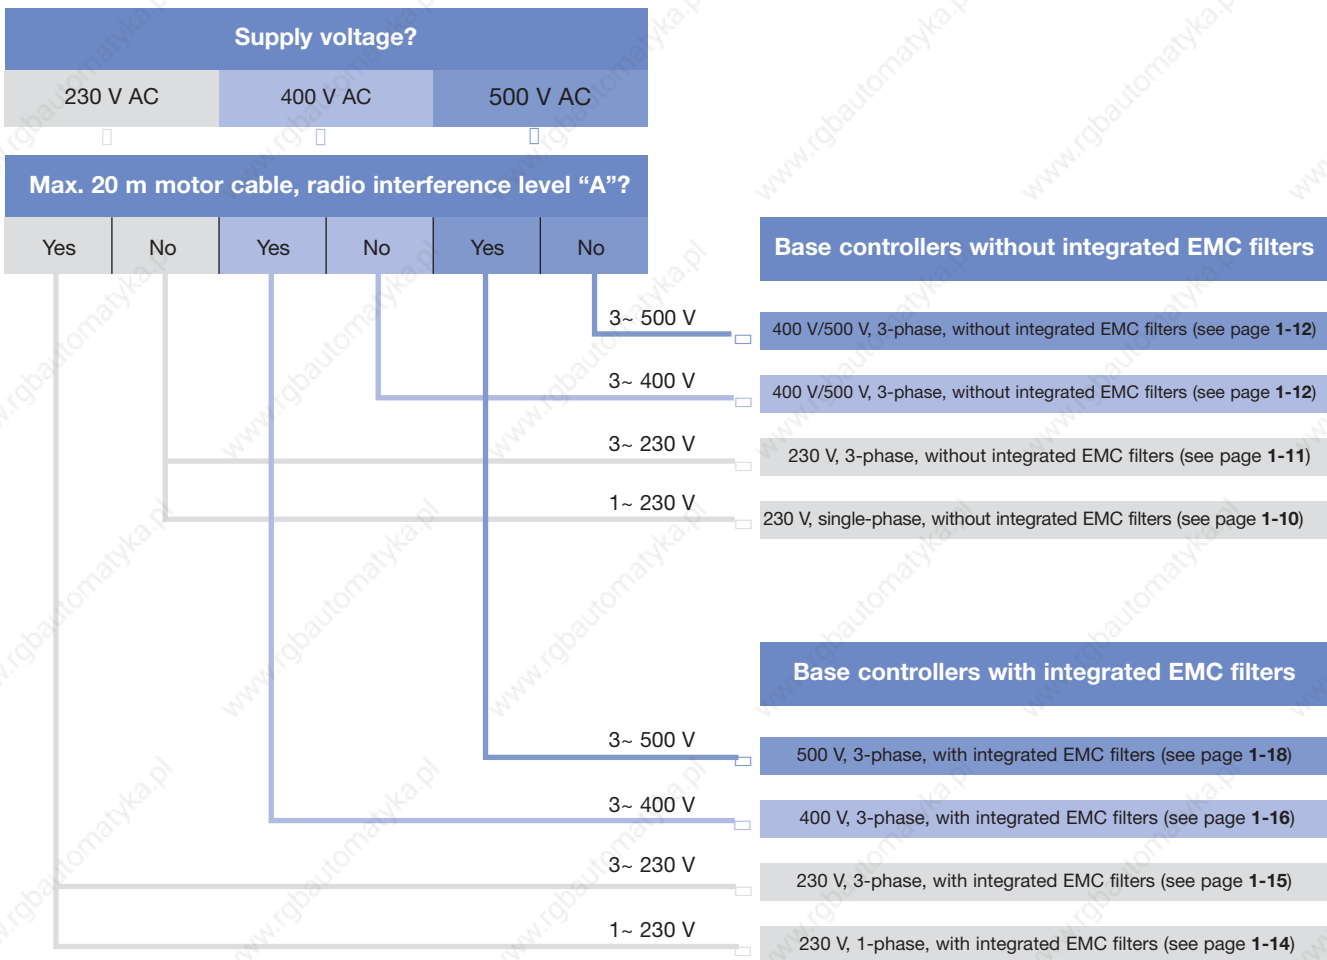 Supply voltage?
230 V AC 400 V AC 500 V AC
Max. 20 m motor cable, radio interference level “A”?
Yes No Yes No Yes No
Base controllers without integrated EMC filters
3~ 500 V
400 V/500 V, 3-phase, without integrated EMC filters (see page 1-12)
3~ 400 V
400 V/500 V, 3-phase, without integrated EMC filters (see page 1-12)
3~ 230 V
230 V, 3-phase, without integrated EMC filters (see page 1-11)
1~ 230 V
230 V, single-phase, without integrated EMC filters (see page 1-10)
Base controllers with integrated EMC filters
3~ 500 V
500 V, 3-phase, with integrated EMC filters (see page 1-18)
3~ 400 V
400 V, 3-phase, with integrated EMC filters (see page 1-16)
3~ 230 V
230 V, 3-phase, with integrated EMC filters (see page 1-15)
1~ 230 V
230 V, 1-phase, with integrated EMC filters (see page 1-14)
www.rgbautomatyka.pl